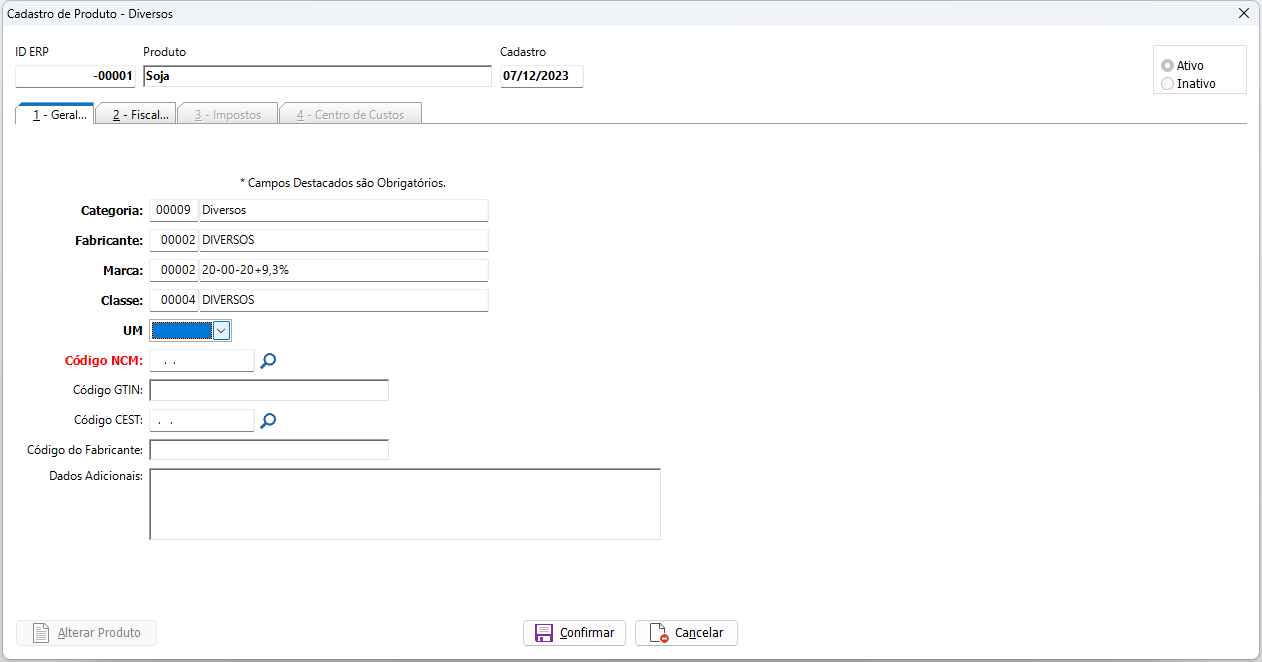 Cadastro de Produto - Diversos
ID ERP Produto Cadastro
-00001 Soja 07/12/2023
Ativo
Inativo
1 - Geral... 2 - Fiscal... 3 - Impostos 4 - Centro de Custos
* Campos Destacados são Obrigatórios.
Categoria: 00009 Diversos
Fabricante: 00002 DIVERSOS
Marca: 00002 20-00-20+9,3%
Classe: 00004 DIVERSOS
UM
Código NCM: . .
Código GTIN:
Código CEST: . .
Código do Fabricante:
Dados Adicionais:
Alterar Produto Confirmar Cancelar